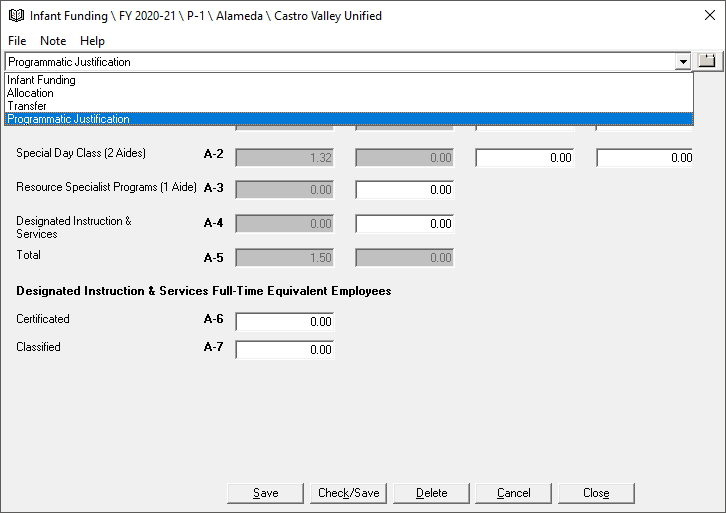 Infant Funding \ FY 2020-21 \ P-1 \ Alameda \ Castro Valley Unified
File Note Help
Programmatic Justification
Infant Funding
Allocation
Transfer
Programmatic Justification
Special Day Class (2 Aides) A-2 1.32 0.00 0.00 0.00
Resource Specialist Programs (1 Aide) A-3 0.00 0.00
Designated Instruction &
Services A-4 0.00 0.00
Total A-5 1.50 0.00
Designated Instruction & Services Full-Time Equivalent Employees
Certificated A-6 0.00
Classified A-7 0.00
Save Check/Save Delete Cancel Close